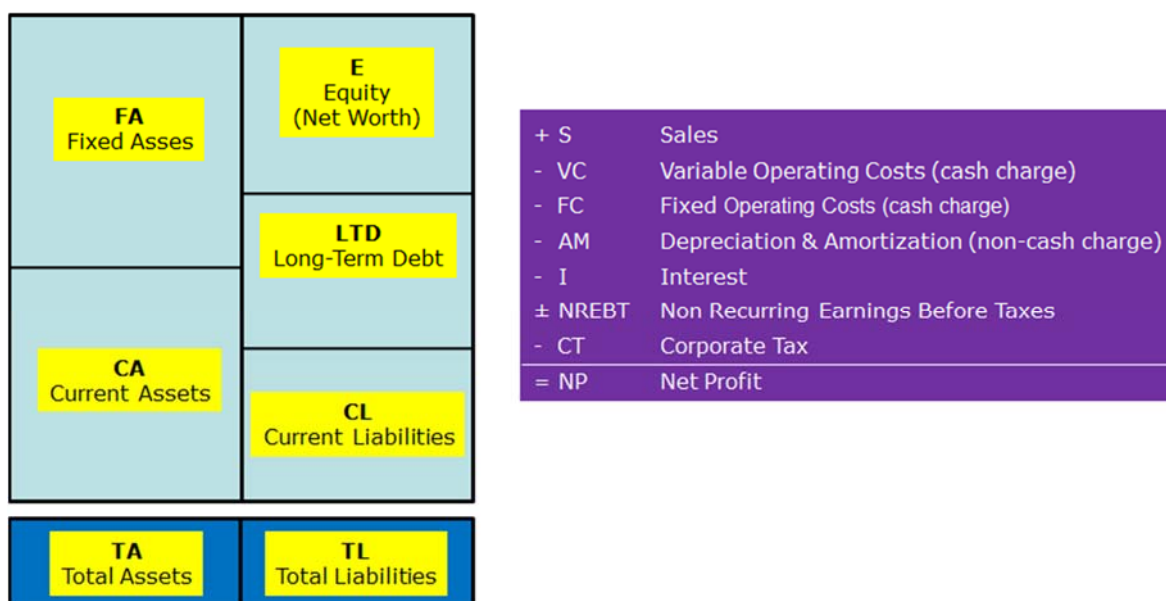 FA
Fixed Asses
CA
Current Assets
E
Equity
(Net Worth)
LTD
Long-Term Debt
CL
Current Liabilities
TA
Total Assets
TL
Total Liabilities
+ S Sales
- VC Variable Operating Costs (cash charge)
- FC Fixed Operating Costs (cash charge)
- AM Depreciation & Amortization (non-cash charge)
- I Interest
± NREBT Non Recurring Earnings Before Taxes
- CT Corporate Tax
= NP Net Profit